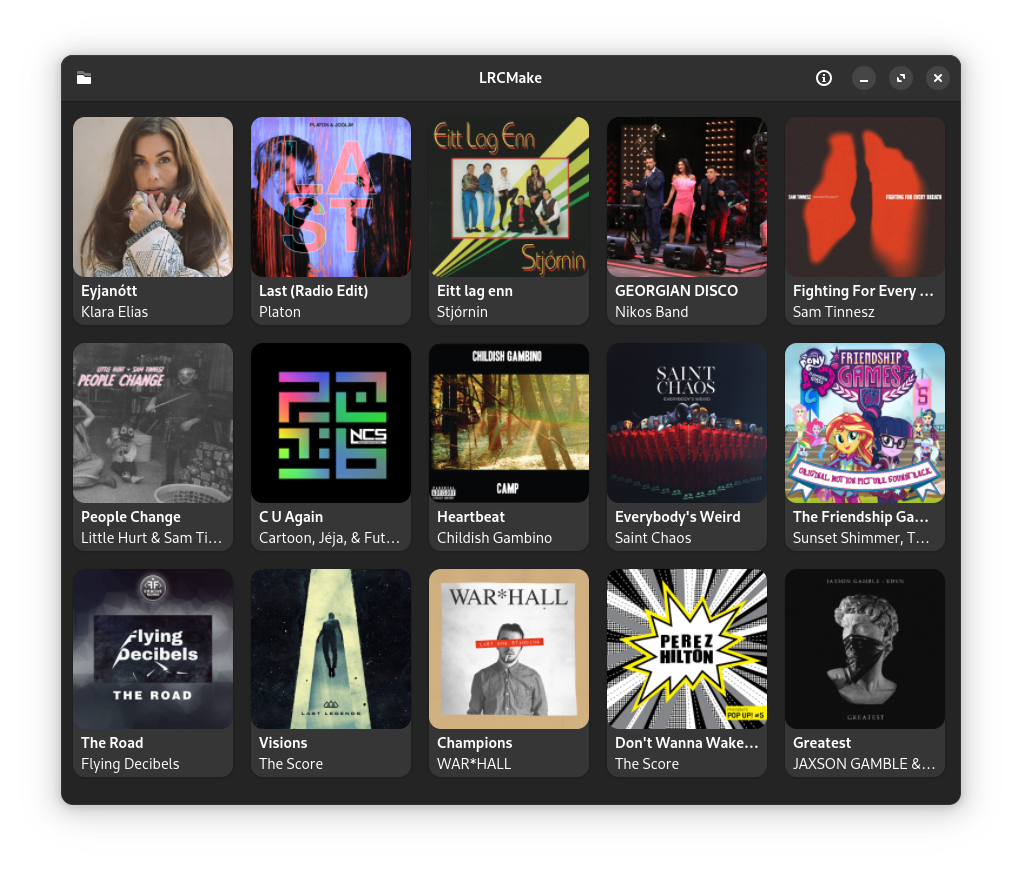 LRCMake
PLATON & JOOLAY
LAST
Eitt Lag Enn
Stjórnin
SAM TINNESZ
FIGHTING FOR EVERY BREATH
Eyjanótt
Klara Elias
Last (Radio Edit)
Platon
Eitt lag enn
Stjórnin
GEORGIAN DISCO
Nikos Band
Fighting For Every ...
Sam Tinnesz
LITTLE HURT + SAM TINNESZ
PEOPLE CHANGE
NCS
CHILDISH GAMBINO
CAMP
SAINT
CHAOS
EVERYBODY'S WEIRD
PONY
FRIENDSHIP
GAMES
ORIGINAL MOTION PICTURE SOUNDTRACK
People Change
Little Hurt & Sam Ti...
C U Again
Cartoon, Jéja, & Fut...
Heartbeat
Childish Gambino
Everybody's Weird
Saint Chaos
The Friendship Ga...
Sunset Shimmer, T...
Flying
Decibels
THE ROAD
LAST LEGENDS
WAR*HALL
LAST ONE STANDING
PEREZ
HILTON
PRESENTS
POP UP! #5
JAXSON GAMBLE · EDVN
GREATEST
The Road
Flying Decibels
Visions
The Score
Champions
WAR*HALL
Don't Wanna Wake...
The Score
Greatest
JAXSON GAMBLE &...